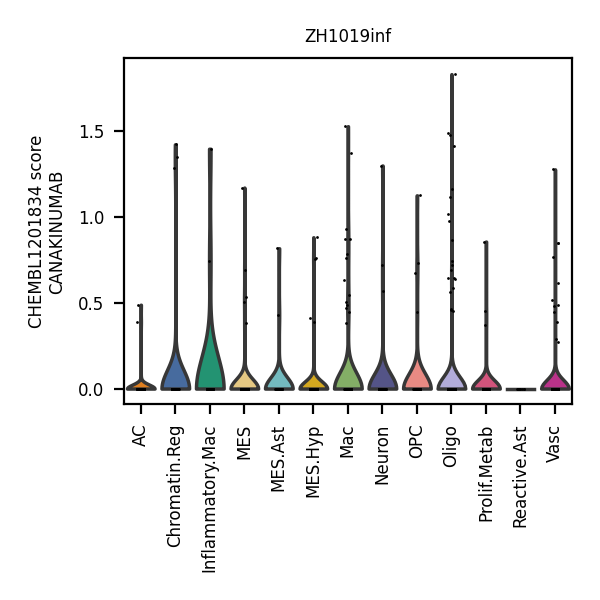 ZH1019inf
CHEMBL1201834 score
CANAKINUMAB
1.5
1.0
0.5
0.0
AC
Chromatin.Reg
Inflammatory.Mac
MES
MES.Ast
MES.Hyp
Mac
Neuron
OPC
Oligo
Prolif.Metab
Reactive.Ast
Vasc